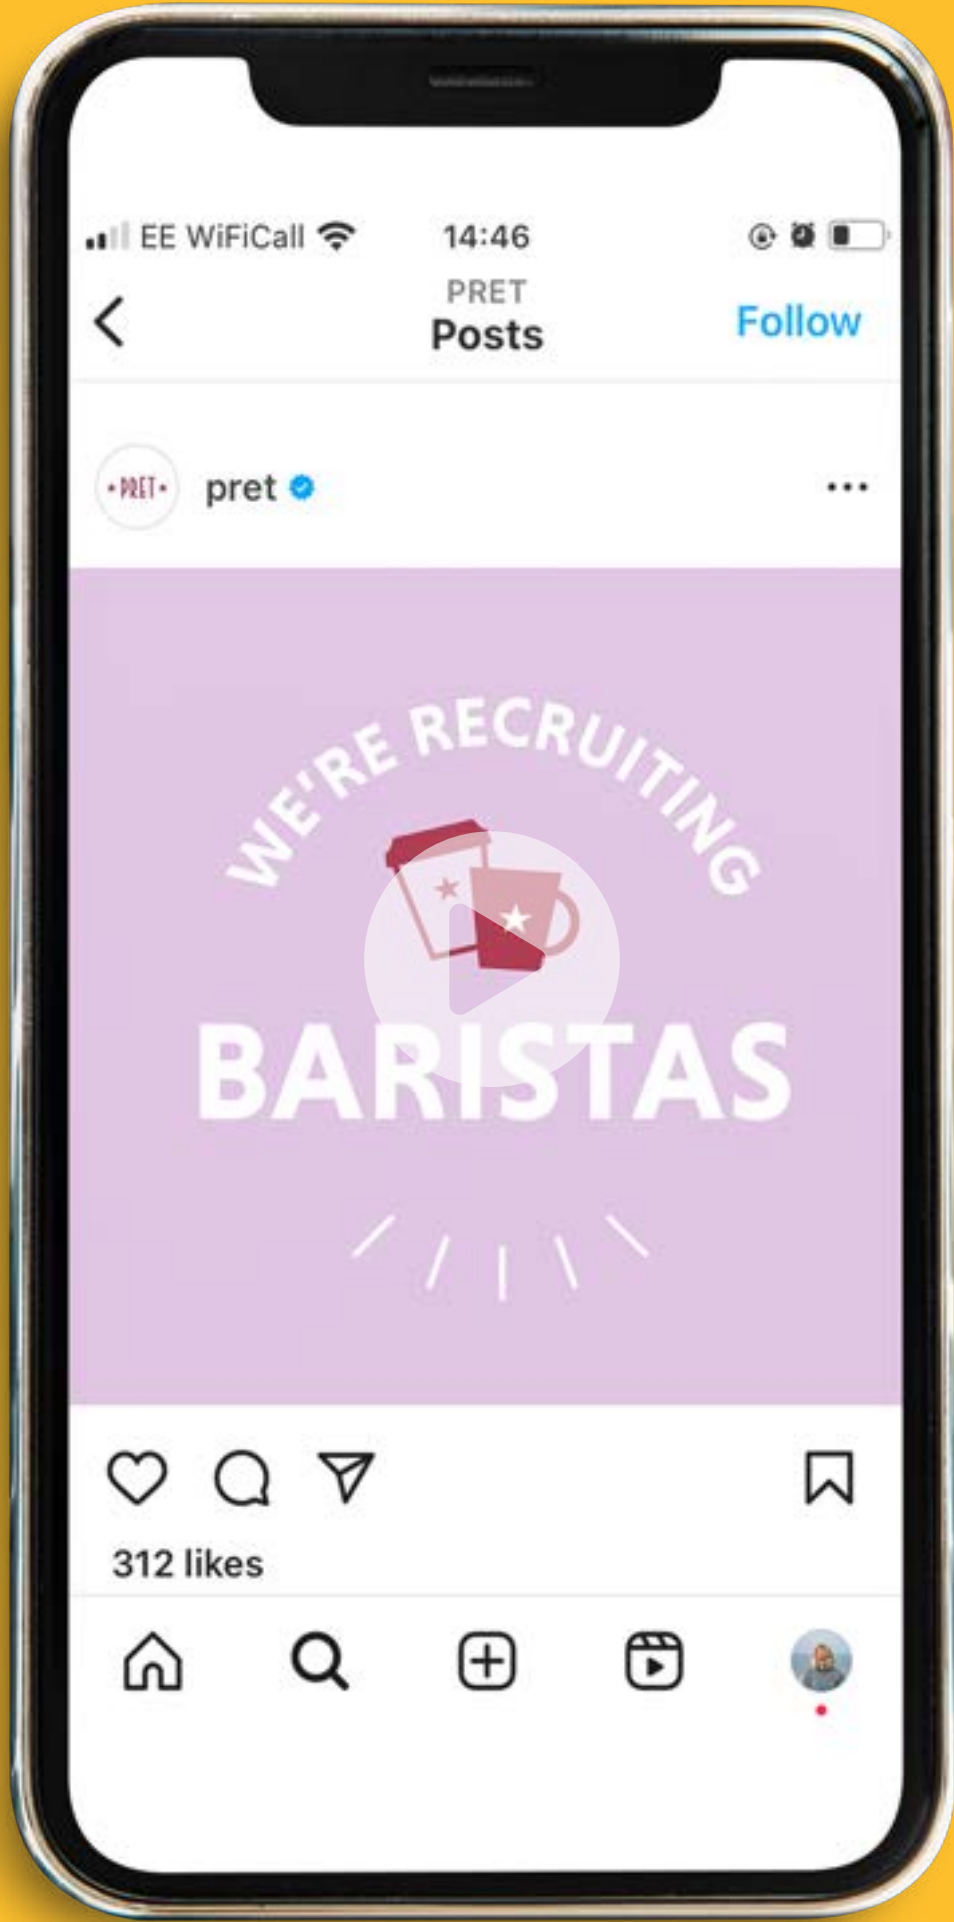 EE WiFiCall 14:46
PRET
Posts
Follow
•PRET• pret
WE'RE RECRUITING
BARISTAS
312 likes